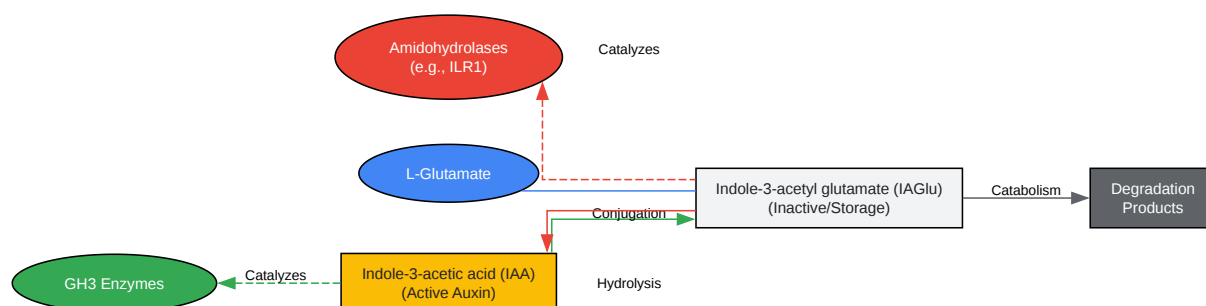 Amidohydrolases
(e.g., ILR1)
Catalyzes
L-Glutamate
Indole-3-acetyl glutamate (IAGlu)
(Inactive/Storage)
Catabolism
Degradation
Products
Conjugation
GH3 Enzymes
Catalyzes
Indole-3-acetic acid (IAA)
(Active Auxin)
Hydrolysis